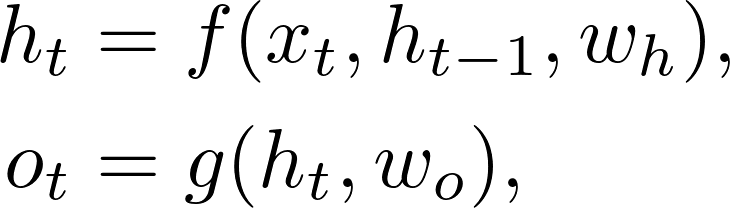 h_t = f(x_t, h_{t-1}, w_h),
o_t = g(h_t, w_o),